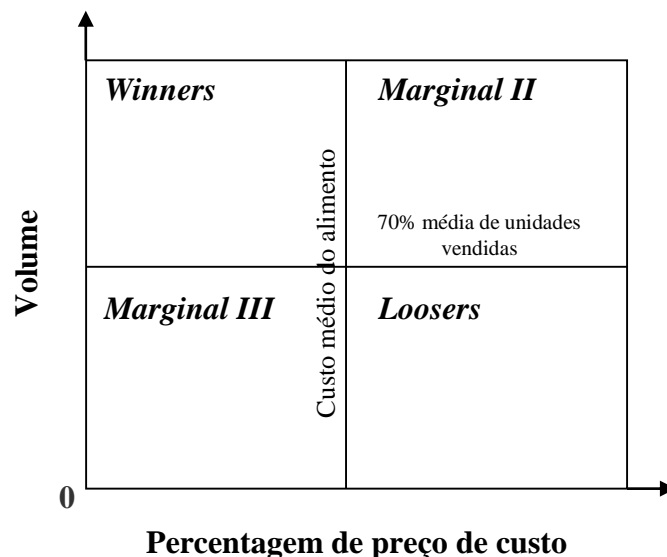 Winners
Marginal II
Custo médio do alimento
70% média de unidades
vendidas
Volume
Marginal III
Loosers
0
Percentagem de preço de custo